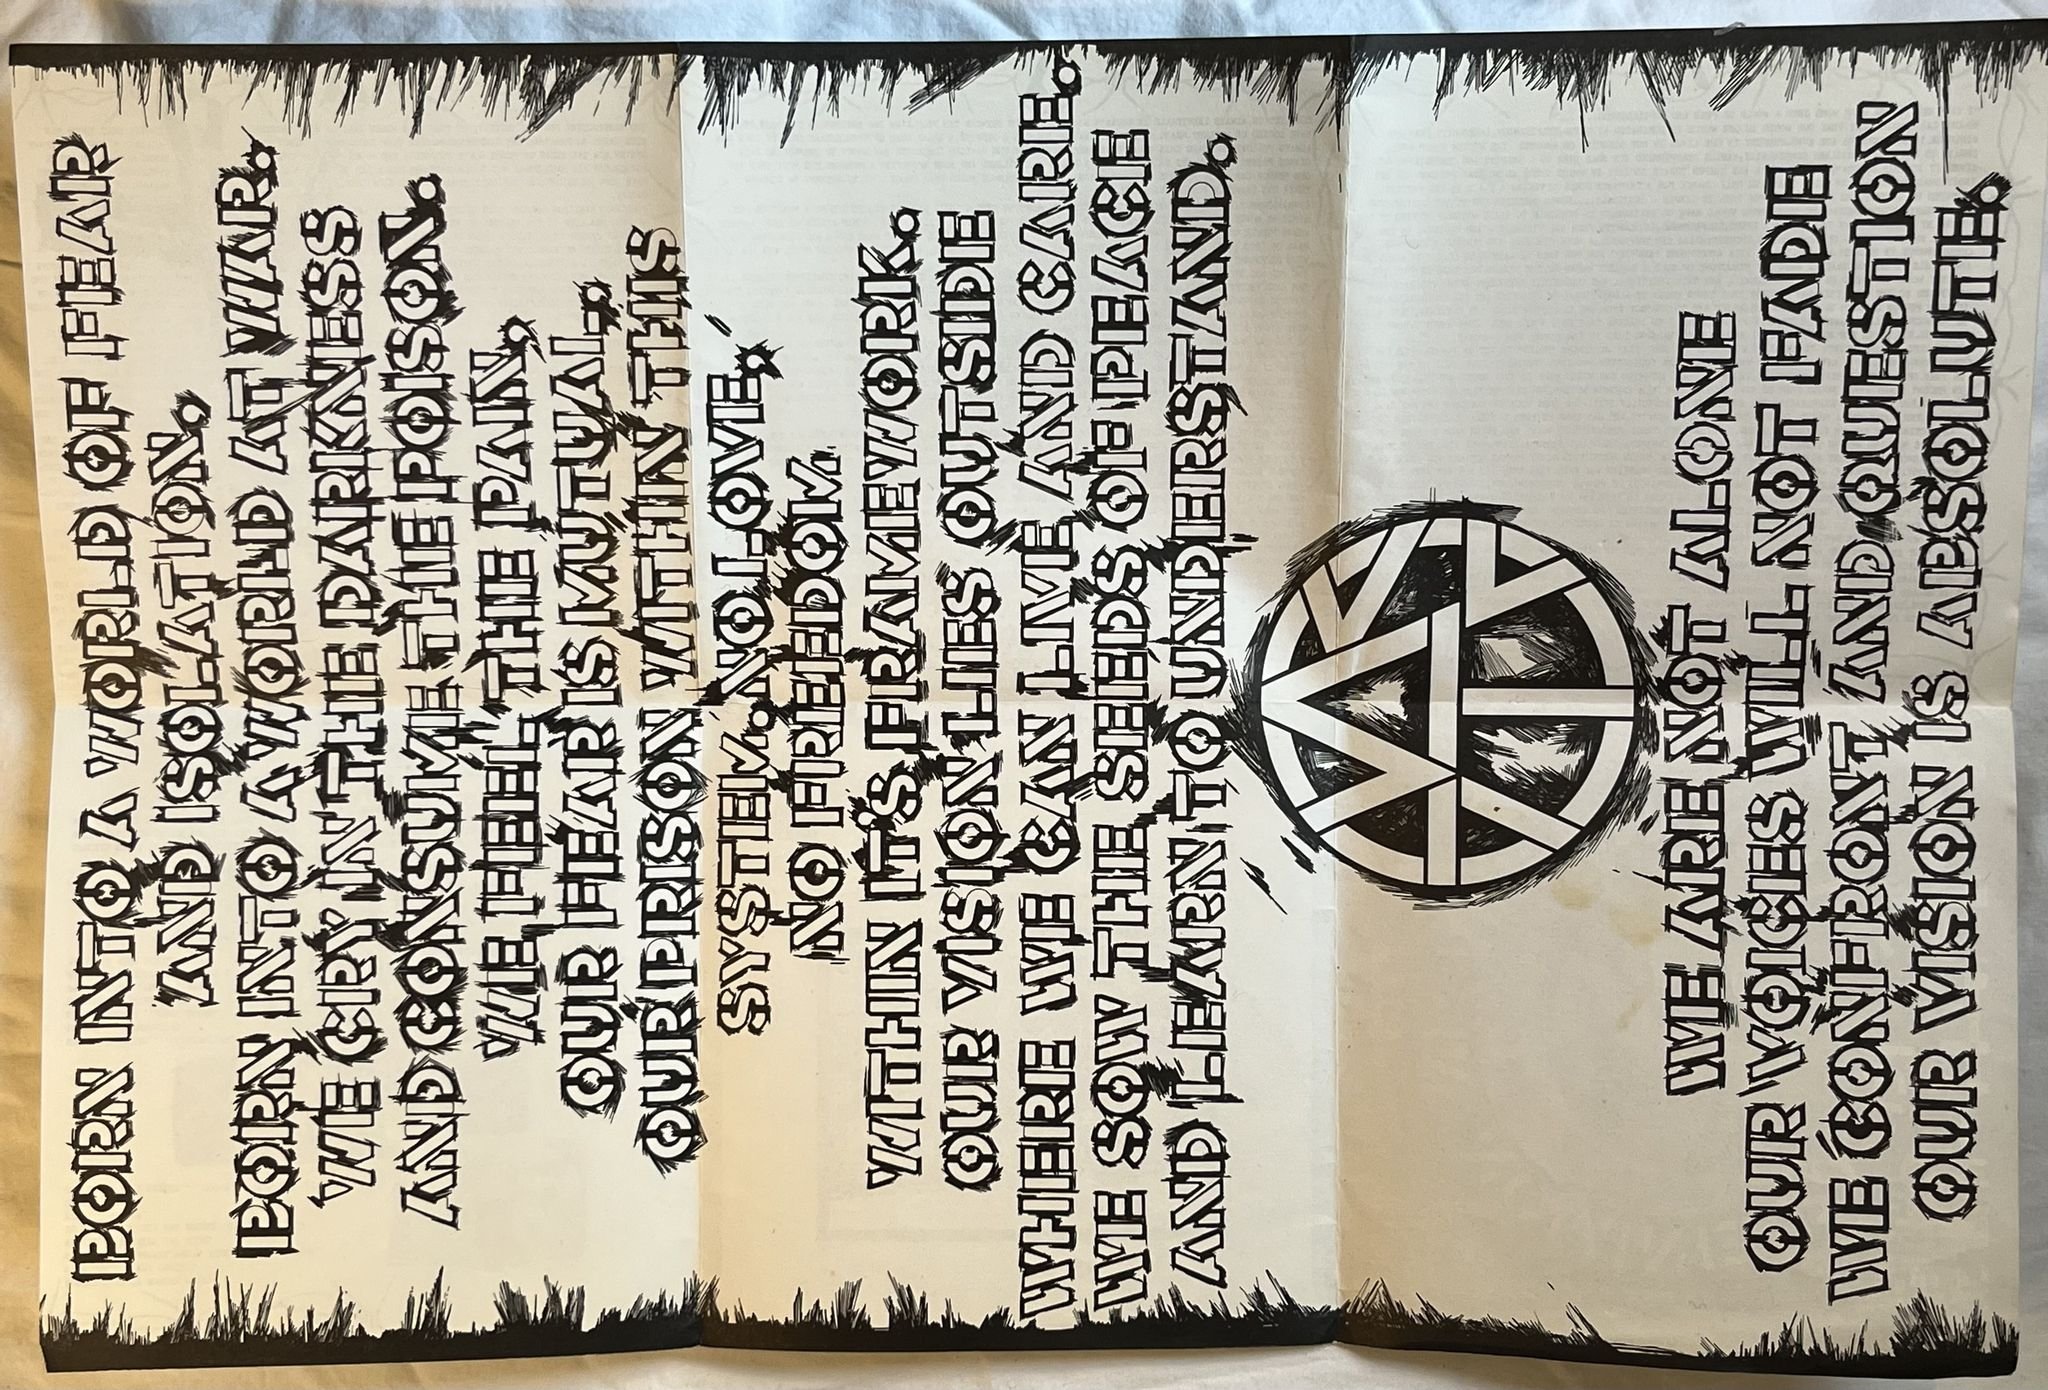 BORN INTO A WORLD OF FEAR
AND ISOLATION.
BORN INTO A WORLD AT WAR.
WE CRY IN THE DARKNESS
AND CONSUME THE POISON.
WE FEEL THE PAIN,
OUR FEAR IS MUTUAL.
OUR PRISON WITHIN THIS
SYSTEM. NO LOVE,
NO FREEDOM.
WITHIN IT'S FRAMEWORK.
OUR VISION LIES OUTSIDE
WHERE WE CAN LIVE AND CARE.
WE SOW THE SEEDS OF PEACE
AND LEARN TO UNDERSTAND.
WE ARE NOT ALONE
OUR VOICES WILL NOT FADE
WE CONFRONT AND QUESTION
OUR VISION IS ABSOLUTE.